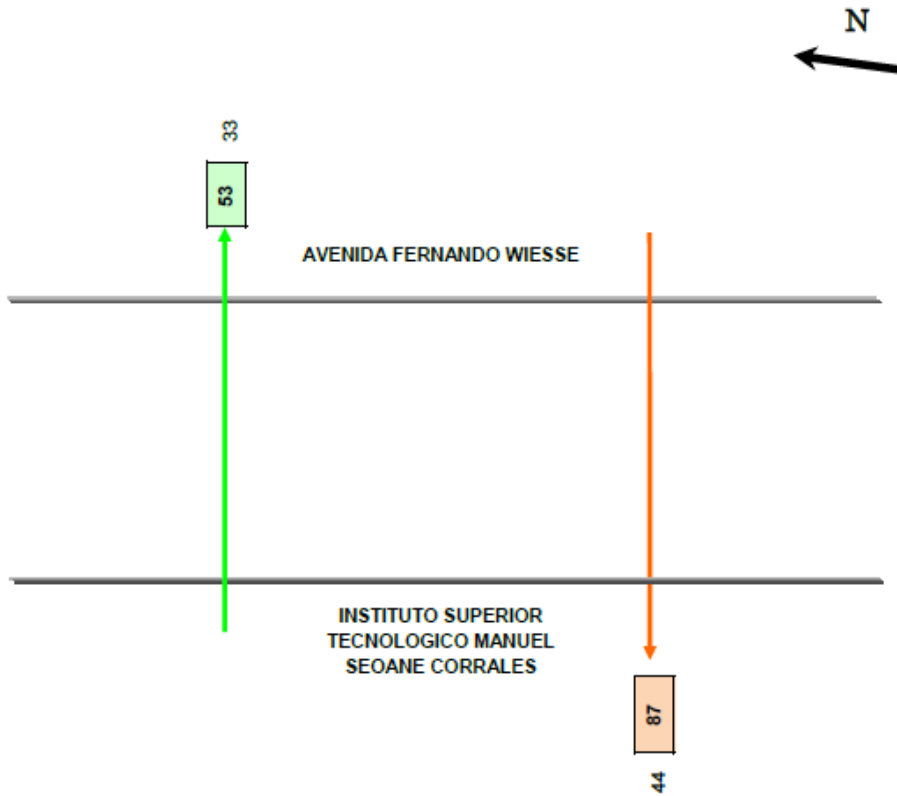 N
33
53
AVENIDA FERNANDO WIESSE
INSTITUTO SUPERIOR
TECNOLOGICO MANUEL
SEOANE CORRALES
87
44